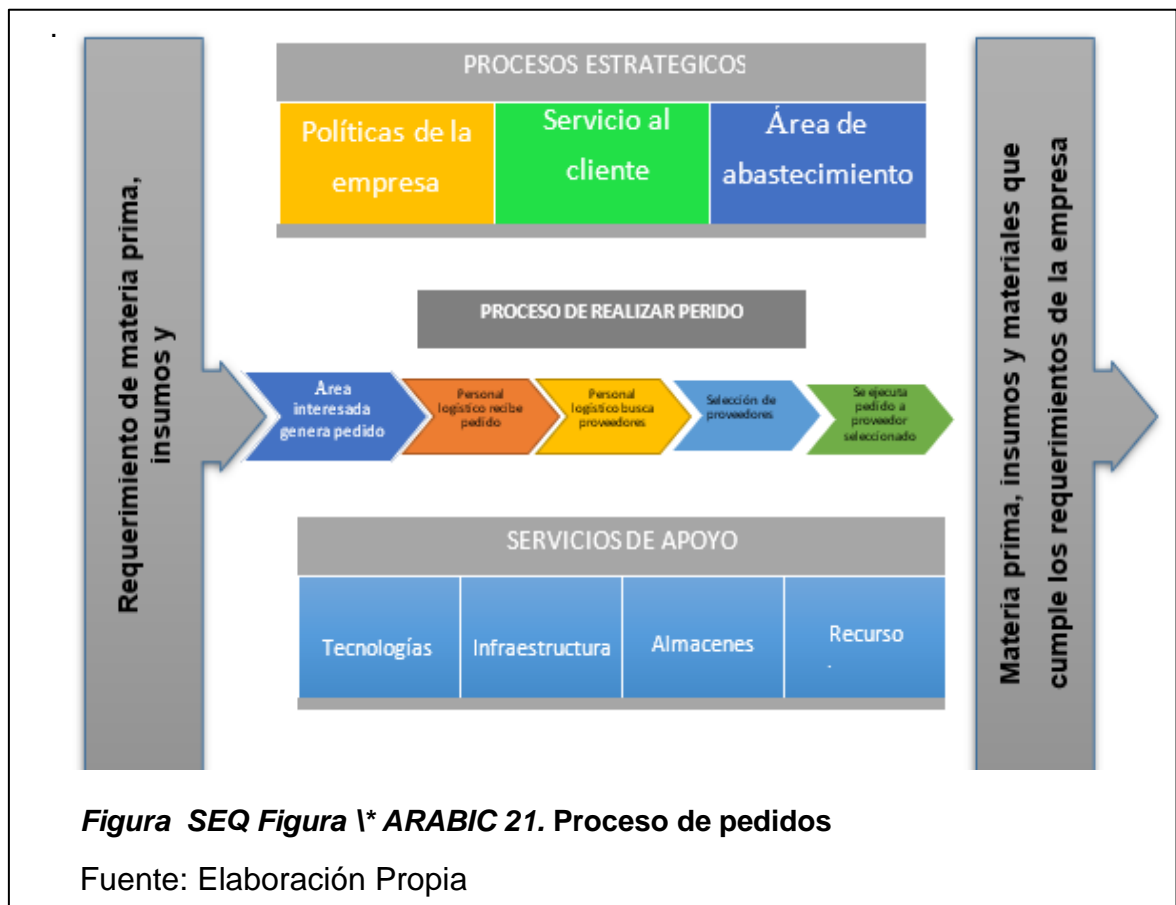 .
Requerimiento de materia prima,
insumos y
PROCESOS ESTRATEGICOS
Políticas de la
empresa
Servicio al
cliente
Área de
abastecimiento
PROCESO DE REALIZAR PERIDO
Área
interesada
genera pedido
Personal
logístico recibe
pedido
Personal
logístico busca
proveedores
Selección de
proveedores
Se ejecuta
pedido a
proveedor
seleccionado
SERVICIOS DE APOYO
Tecnologías
Infraestructura
Almacenes
Recurso
.
Materia prima, insumos y materiales que
cumple los requerimientos de la empresa
Figura SEQ Figura \* ARABIC 21. Proceso de pedidos
Fuente: Elaboración Propia